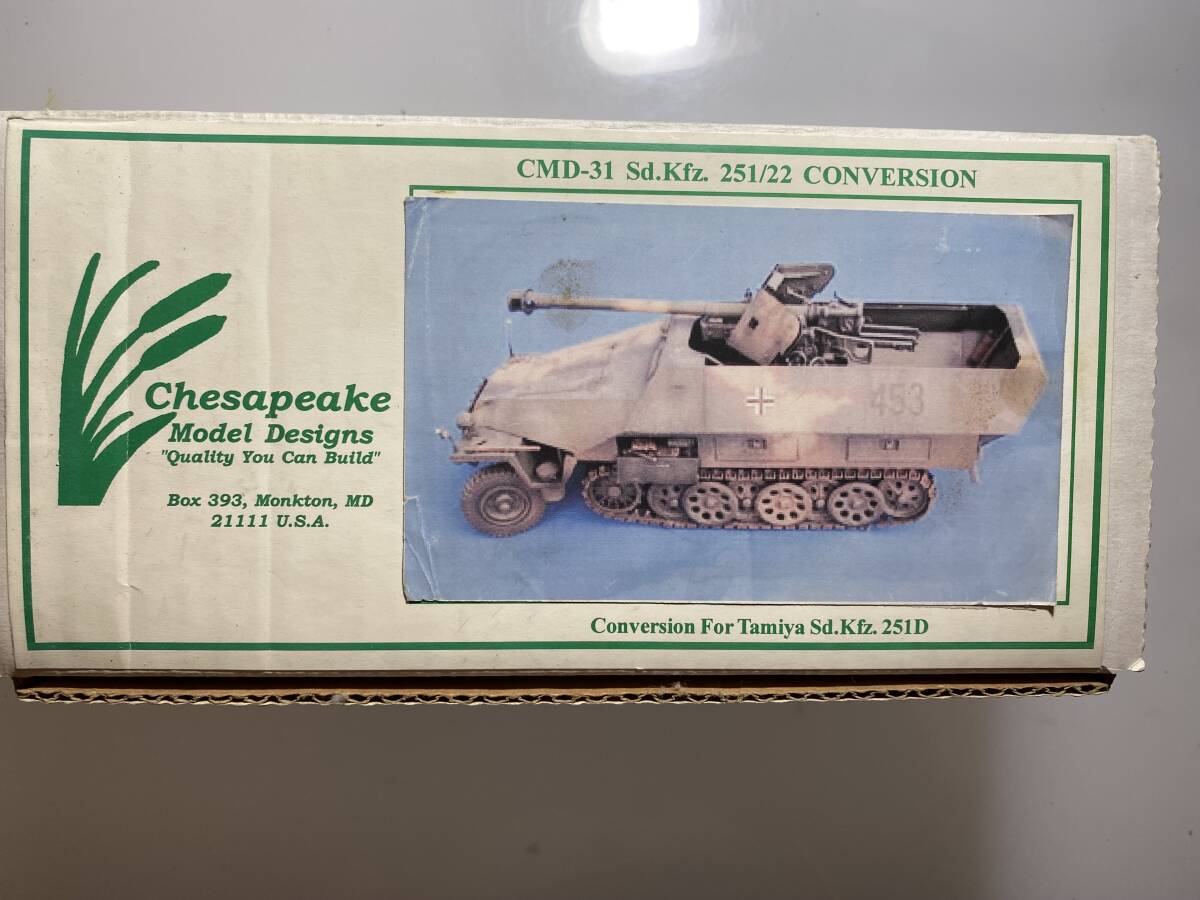 CMD-31 Sd.Kfz. 251/22 CONVERSION
453
Chesapeake
Model Designs
"Quality You Can Build"
Box 393, Monkton, MD
21111 U.S.A.
Conversion For Tamiya Sd.Kfz. 251D